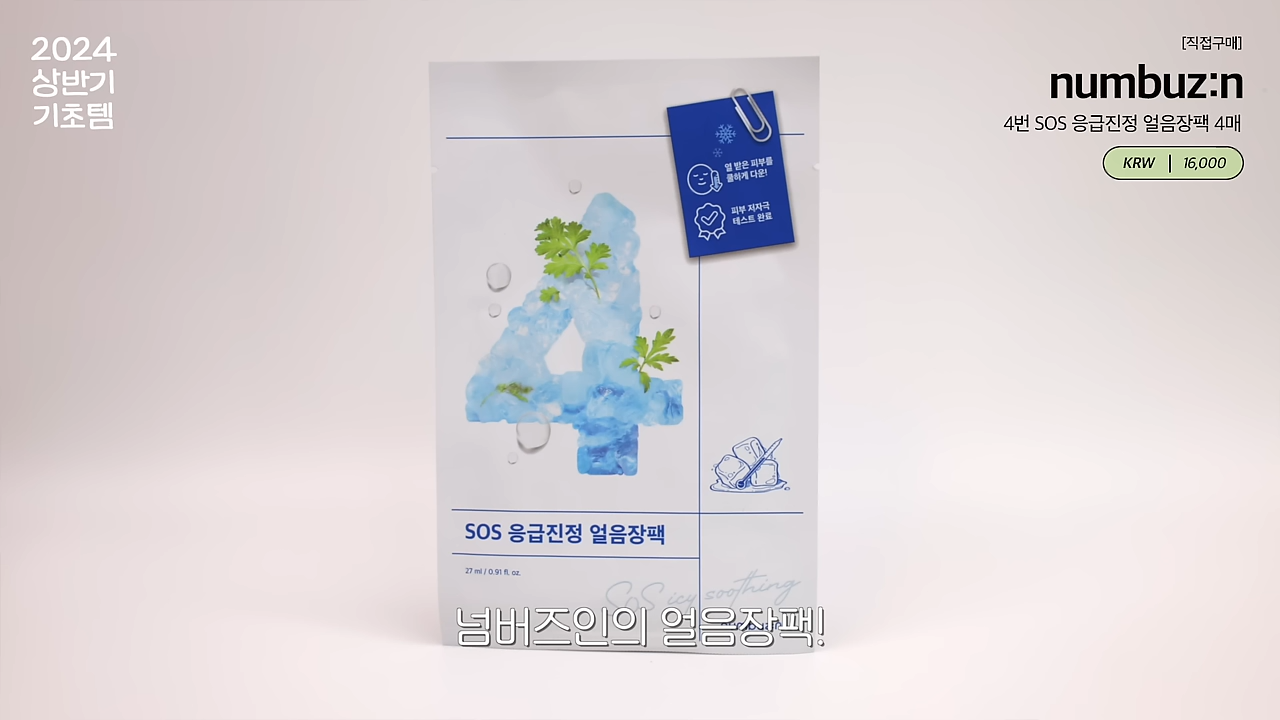 2024
상반기
기초템
[직접구매]
numbuz:n
4번 SOS 응급진정 얼음장팩 4매
KRW | 16,000
열 받은 피부를
쿨하게 다운!
피부 저자극
테스트 완료
SOS 응급진정 얼음장팩
27 ml / 0.91 fl. oz.
SOS icy soothing
넘버즈인의 얼음장팩!